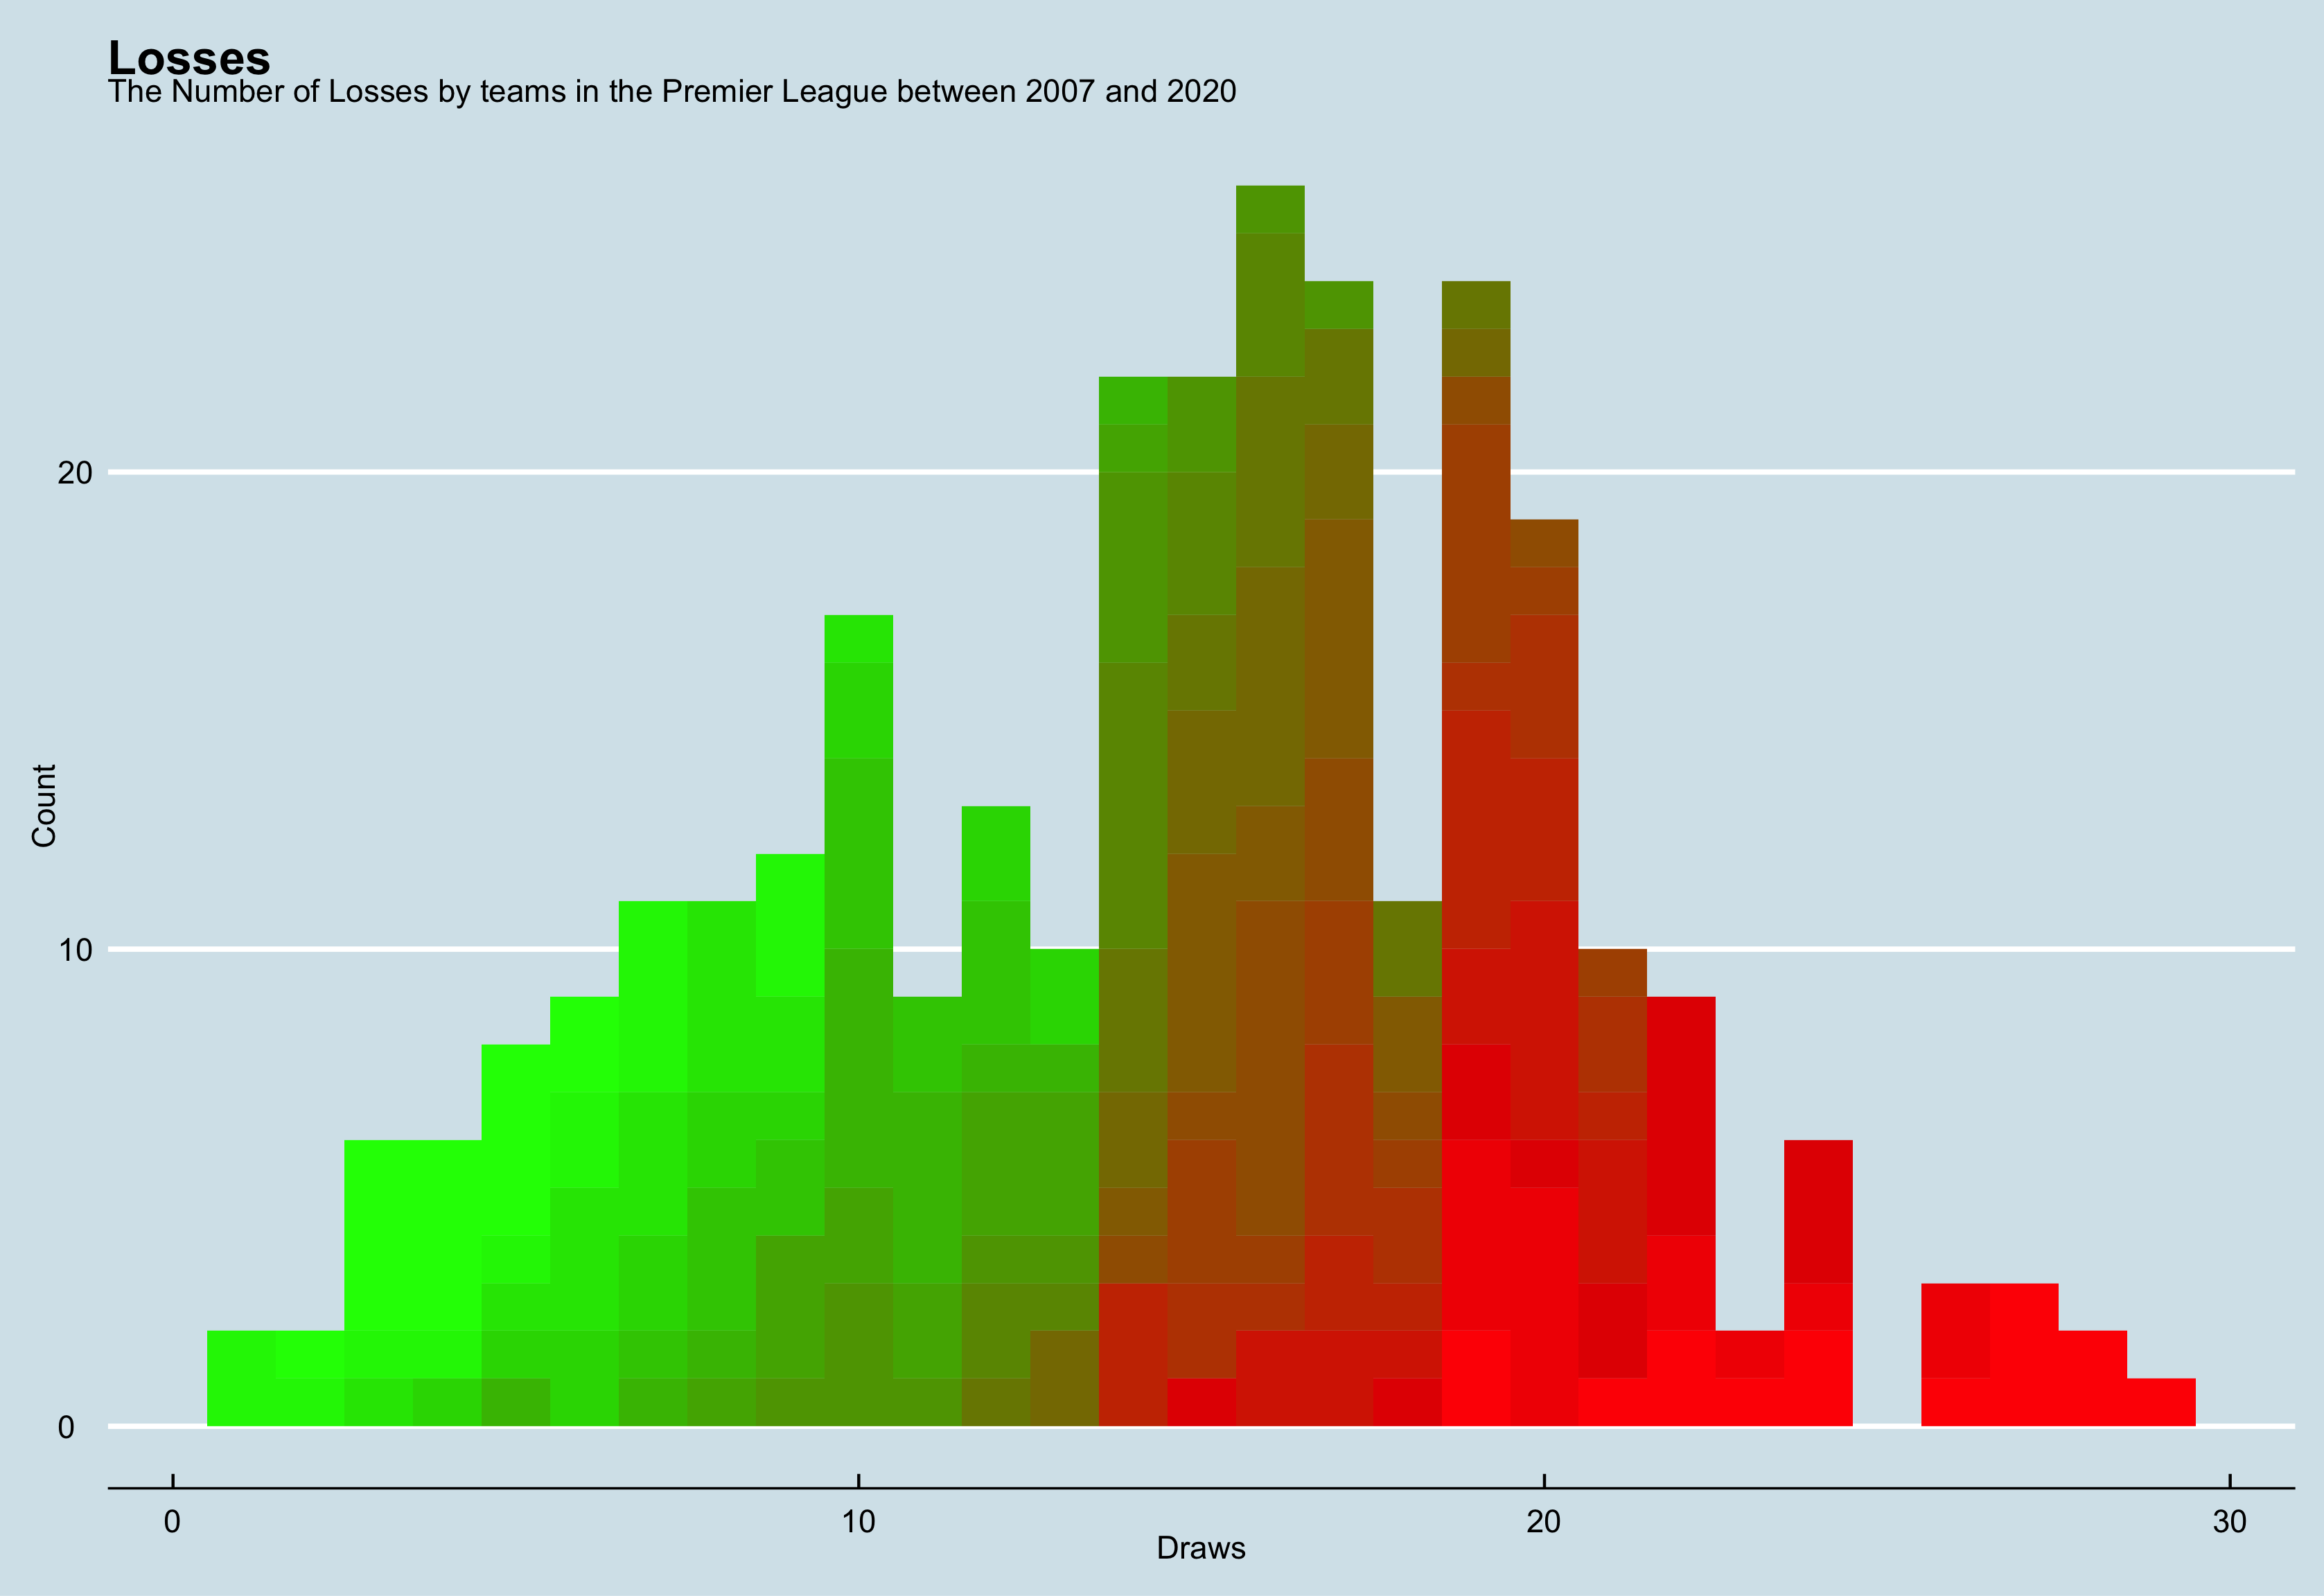 Losses
The Number of Losses by teams in the Premier League between 2007 and 2020
20
10
0
Count
0 10 20 30
Draws